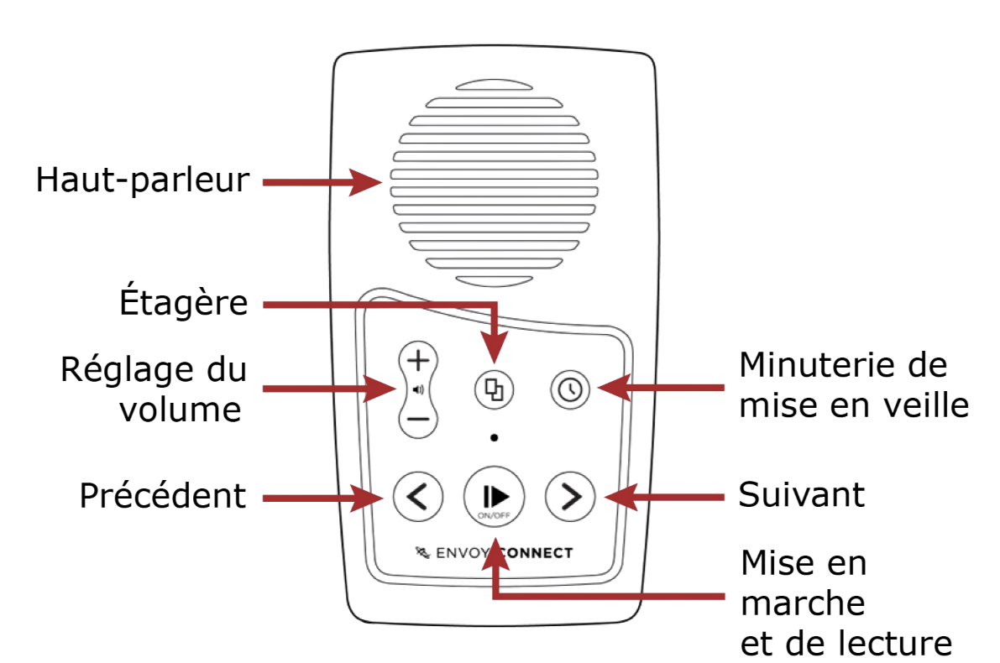 Haut-parleur
Étagère
Réglage du
volume
Minuterie de
mise en veille
Précédent
ON/OFF
Suivant
ENVOY CONNECT
Mise en
marche
et de lecture